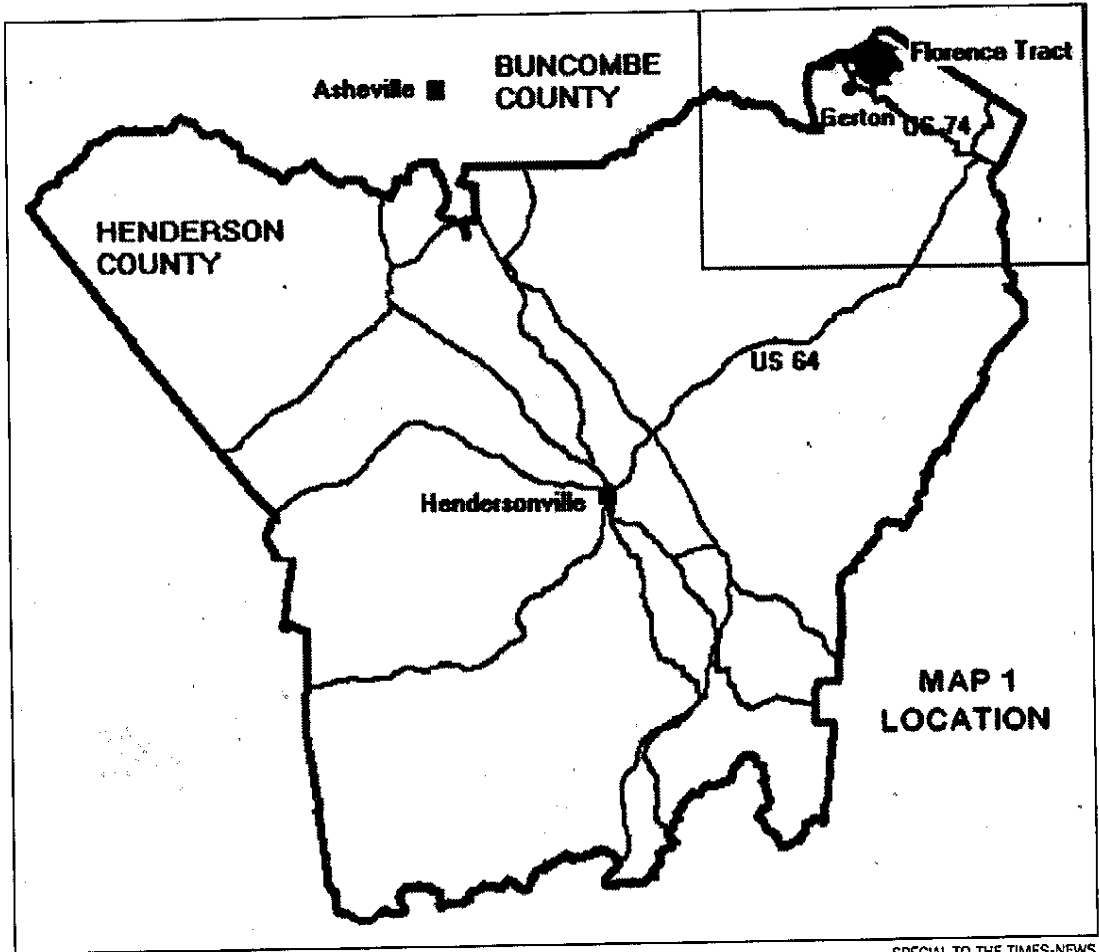 BUNCOMBE
COUNTY
Asheville
Florence Tract
Gerton
US 74
HENDERSON
COUNTY
US 64
Hendersonville
MAP 1
LOCATION
SPECIAL TO THE TIMES-NEWS